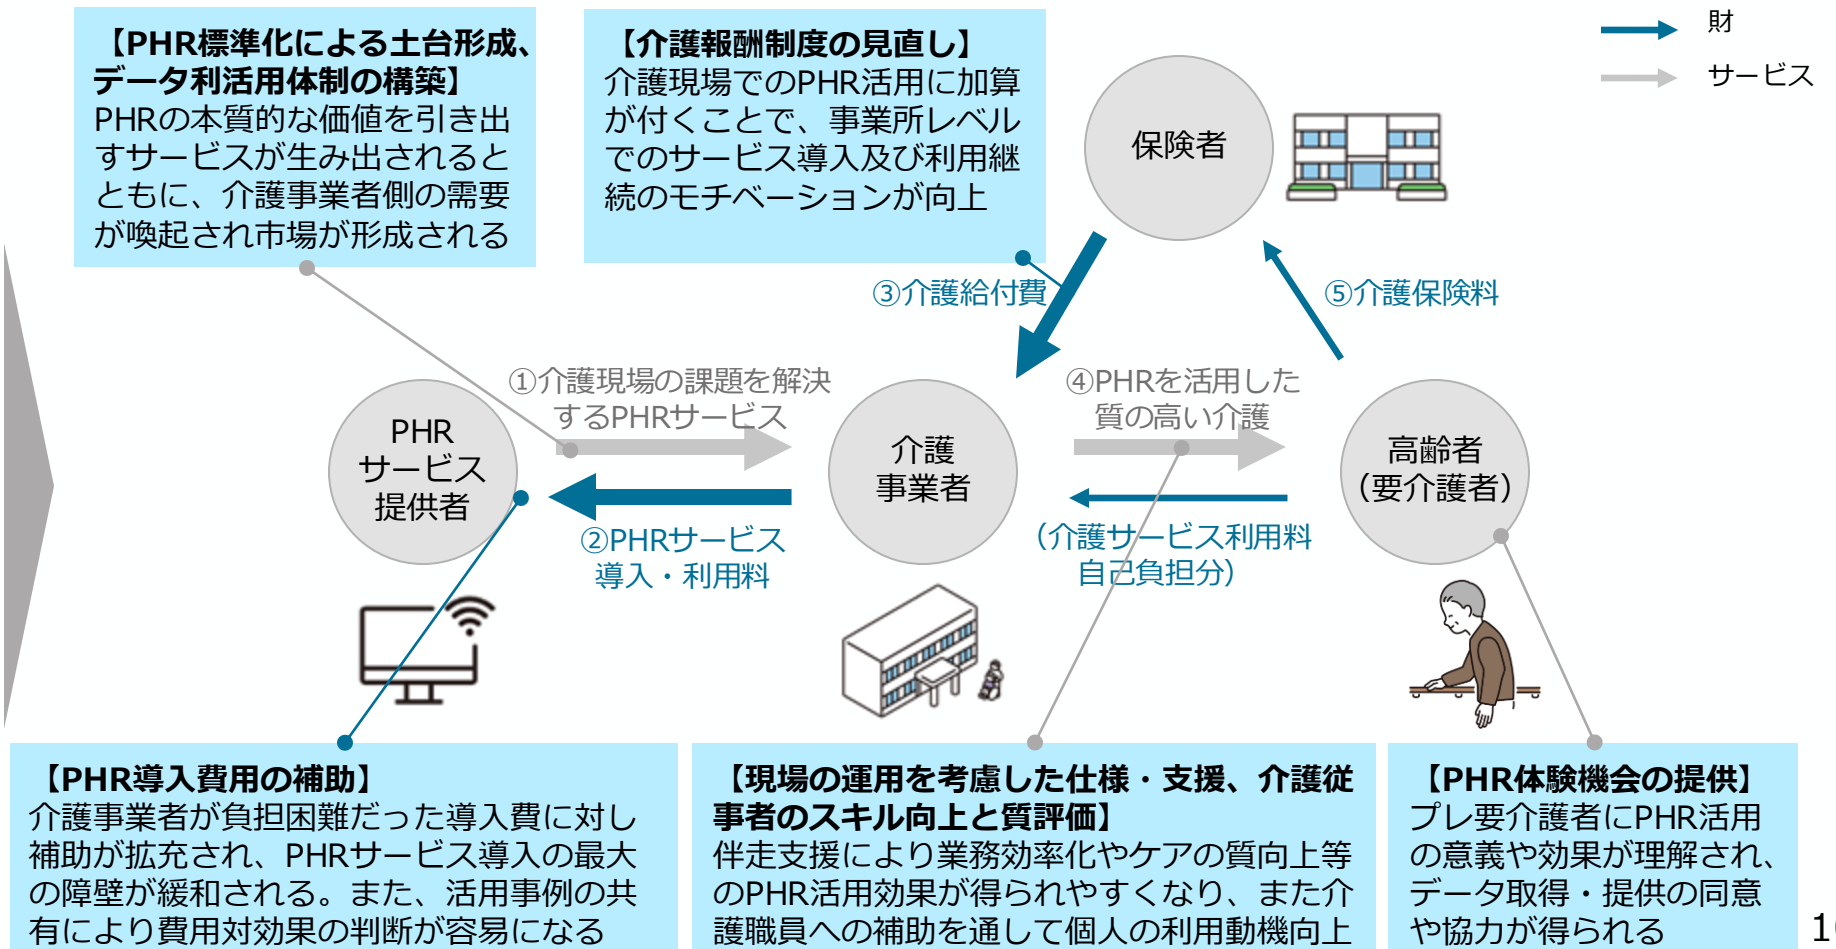 【PHR標準化による土台形成、
データ利活用体制の構築】
PHRの本質的な価値を引き出
すサービスが生み出されると
ともに、介護事業者側の需要
が喚起され市場が形成される
【介護報酬制度の見直し】
介護現場でのPHR活用に加算
が付くことで、事業所レベル
でのサービス導入及び利用継
続のモチベーションが向上
財
サービス
保険者
③介護給付費
⑤介護保険料
①介護現場の課題を解決
するPHRサービス
④PHRを活用した
質の高い介護
PHR
サービス
提供者
介護
事業者
高齢者
（要介護者）
②PHRサービス
導入・利用料
（介護サービス利用料
自己負担分）
【PHR導入費用の補助】
介護事業者が負担困難だった導入費に対し
補助が拡充され、PHRサービス導入の最大
の障壁が緩和される。また、活用事例の共
有により費用対効果の判断が容易になる
【現場の運用を考慮した仕様・支援、介護従
事者のスキル向上と質評価】
伴走支援により業務効率化やケアの質向上等
のPHR活用効果が得られやすくなり、また介
護職員への補助を通して個人の利用動機向上
【PHR体験機会の提供】
プレ要介護者にPHR活用
の意義や効果が理解され、
データ取得・提供の同意
や協力が得られる